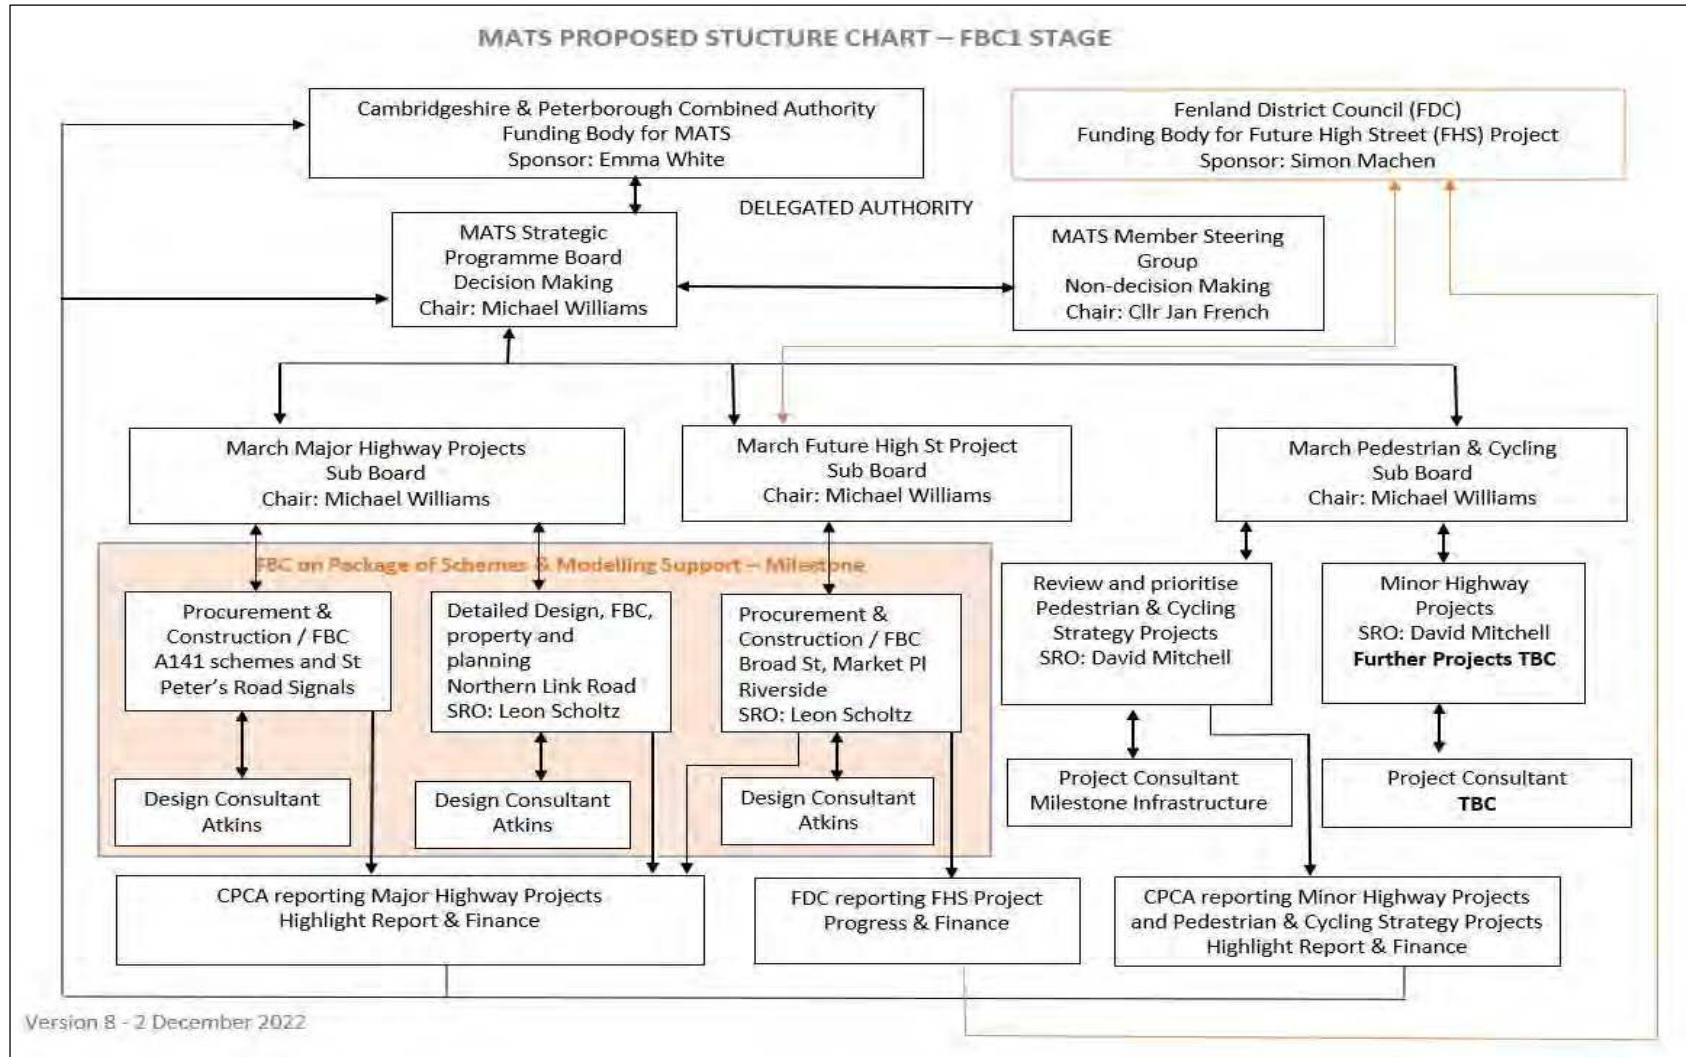 MATS PROPOSED STUCTURE CHART – FBC1 STAGE
Cambridgeshire & Peterborough Combined Authority
Funding Body for MATS
Sponsor: Emma White
Fenland District Council (FDC)
Funding Body for Future High Street (FHS) Project
Sponsor: Simon Machen
DELEGATED AUTHORITY
MATS Strategic
Programme Board
Decision Making
Chair: Michael Williams
MATS Member Steering
Group
Non-decision Making
Chair: Cllr Jan French
March Major Highway Projects
Sub Board
Chair: Michael Williams
March Future High St Project
Sub Board
Chair: Michael Williams
March Pedestrian & Cycling
Sub Board
Chair: Michael Williams
FBC on Package of Schemes & Modelling Support – Milestone
Procurement &
Construction / FBC
A141 schemes and St
Peter's Road Signals
Detailed Design, FBC,
property and
planning
Northern Link Road
SRO: Leon Scholtz
Procurement &
Construction / FBC
Broad St, Market Pl
Riverside
SRO: Leon Scholtz
Review and prioritise
Pedestrian & Cycling
Strategy Projects
SRO: David Mitchell
Minor Highway
Projects
SRO: David Mitchell
Further Projects TBC
Design Consultant
Atkins
Design Consultant
Atkins
Design Consultant
Atkins
Project Consultant
Milestone Infrastructure
Project Consultant
TBC
CPCA reporting Major Highway Projects
Highlight Report & Finance
FDC reporting FHS Project
Progress & Finance
CPCA reporting Minor Highway Projects
and Pedestrian & Cycling Strategy Projects
Highlight Report & Finance
Version 8 - 2 December 2022